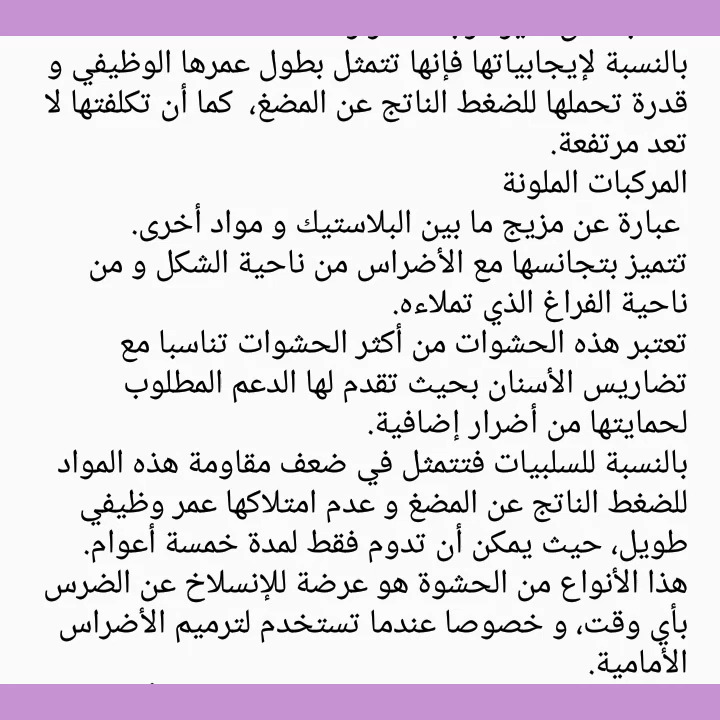 بالنسبة لإيجابياتها فإنها تتمثل بطول عمرها الوظيفي و
قدرة تحملها للضغط الناتج عن المضغ، كما أن تكلفتها لا
تعد مرتفعة.
المركبات الملونة
عبارة عن مزيج ما بين البلاستيك و مواد أخرى.
تتميز بتجانسها مع الأضراس من ناحية الشكل و من
ناحية الفراغ الذي تملاءه.
تعتبر هذه الحشوات من أكثر الحشوات تناسبا مع
تضاريس الأسنان بحيث تقدم لها الدعم المطلوب
لحمايتها من أضرار إضافية.
بالنسبة للسلبيات فتتمثل في ضعف مقاومة هذه المواد
للضغط الناتج عن المضغ و عدم امتلاكها عمر وظيفي
طويل، حيث يمكن أن تدوم فقط لمدة خمسة أعوام.
هذا الأنواع من الحشوة هو عرضة للإنسلاخ عن الضرس
بأي وقت، و خصوصا عندما تستخدم لترميم الأضراس
الأمامية.